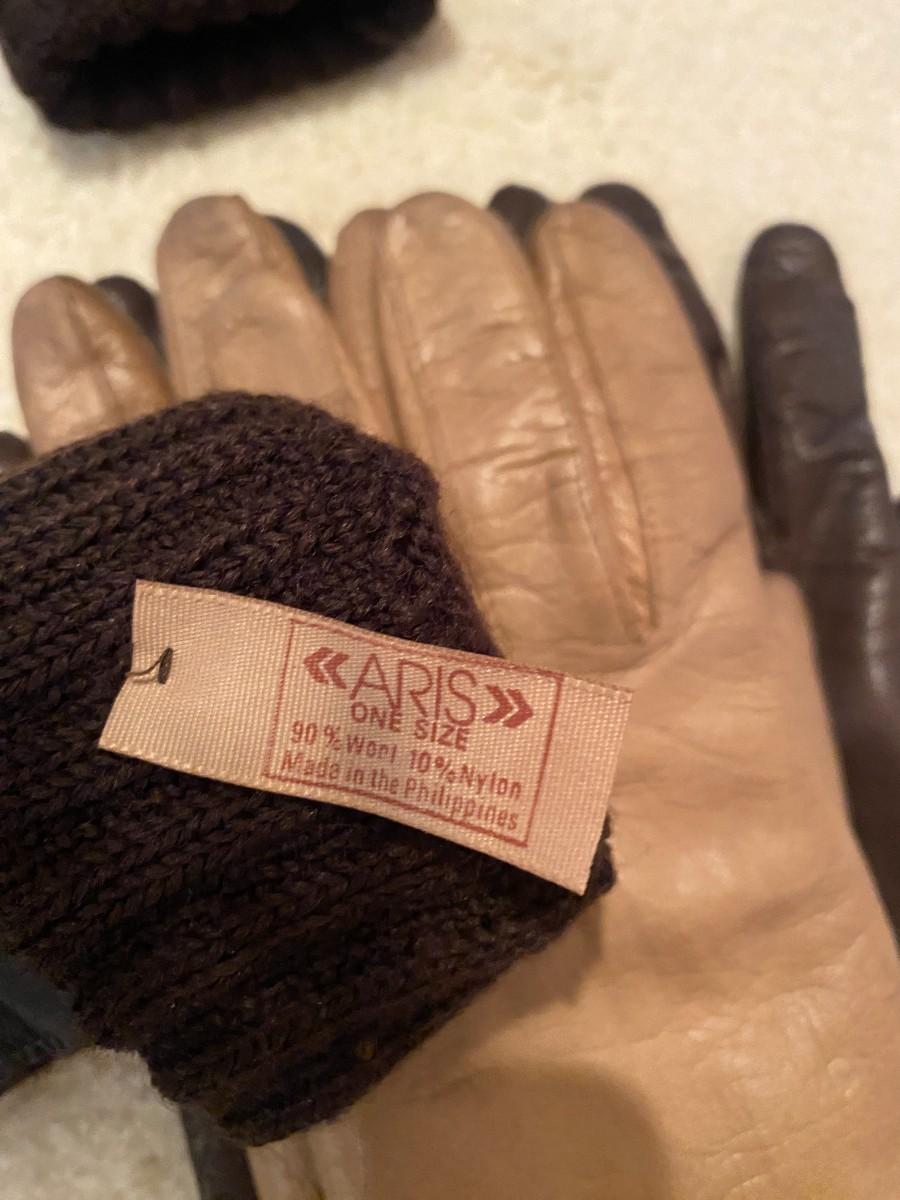 «ARIS»
ONE SIZE
90% Wool 10% Nylon
Made in the Philippines